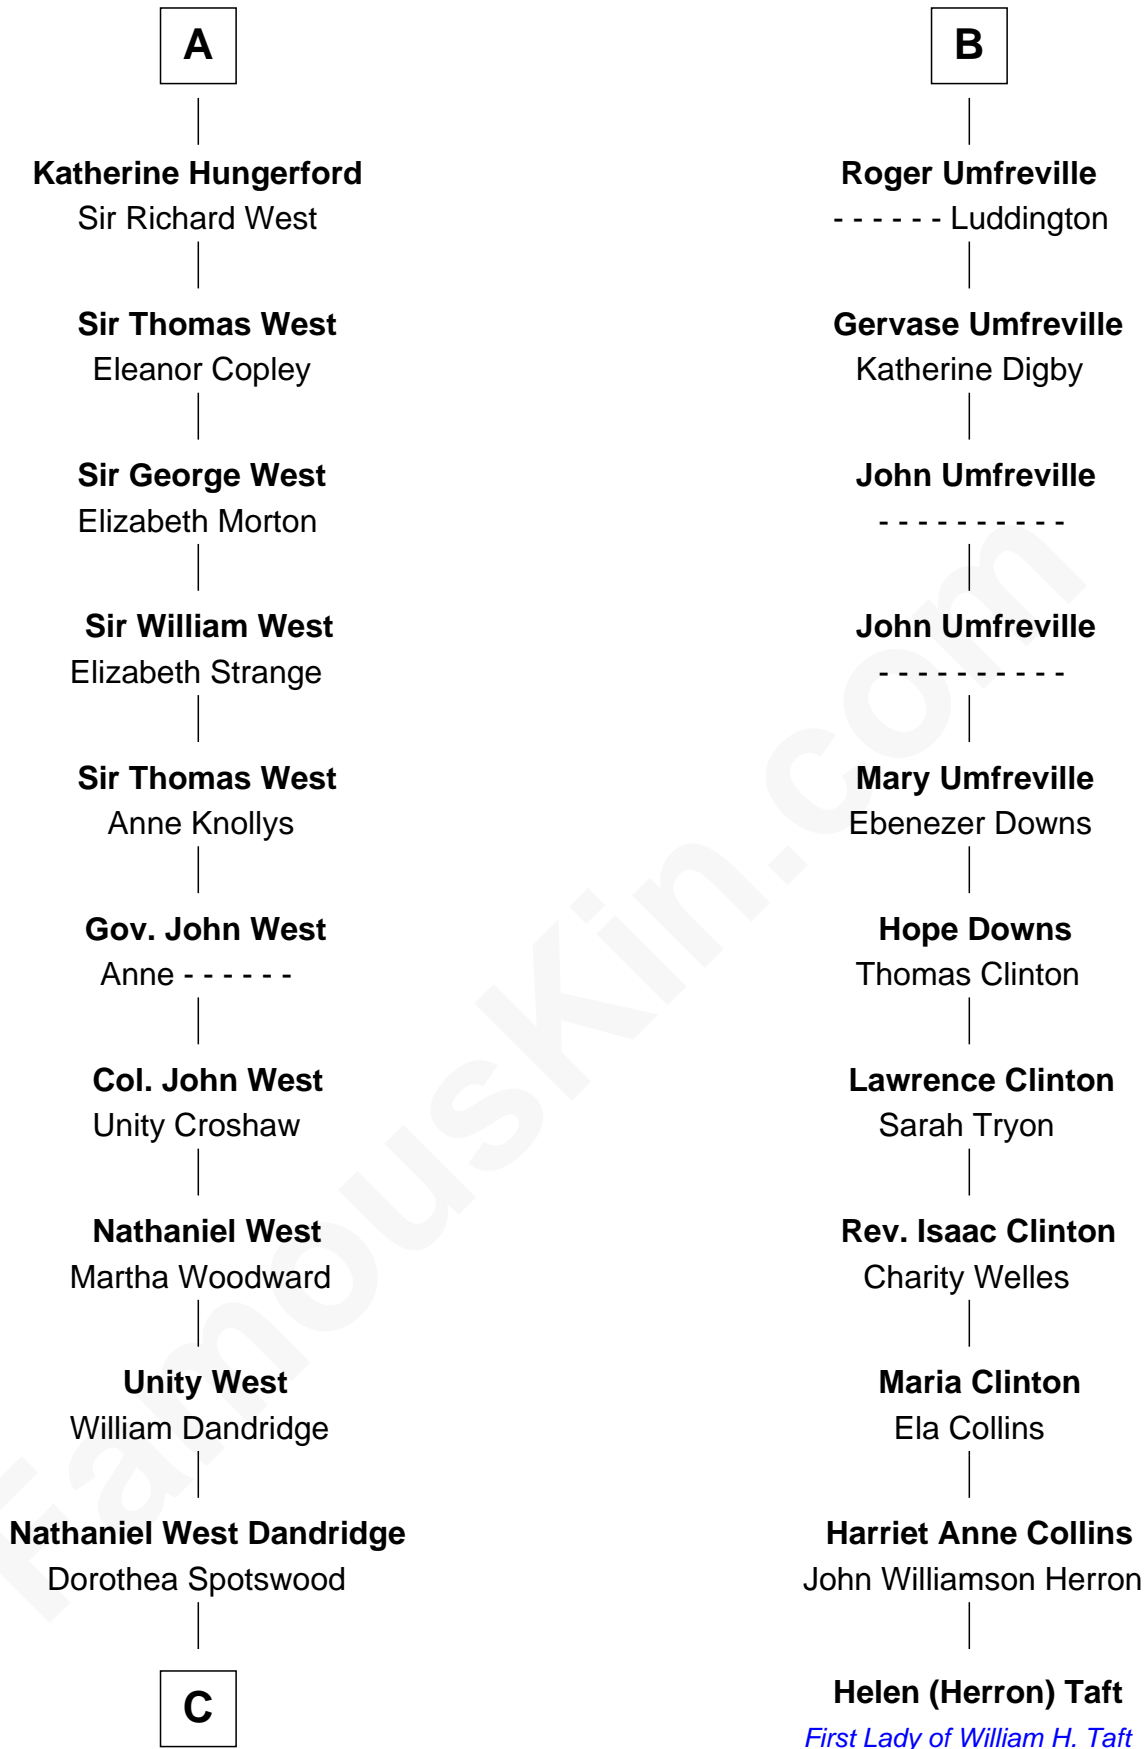 A
Katherine Hungerford
Sir Richard West
Sir Thomas West
Eleanor Copley
Sir George West
Elizabeth Morton
Sir William West
Elizabeth Strange
Sir Thomas West
Anne Knollys
Gov. John West
Anne - - - - - -
Col. John West
Unity Croshaw
Nathaniel West
Martha Woodward
Unity West
William Dandridge
Nathaniel West Dandridge
Dorothea Spotswood
C
B
Roger Umfreville
- - - - - - Luddington
Gervase Umfreville
Katherine Digby
John Umfreville
- - - - - - - - - -
John Umfreville
- - - - - - - - - -
Mary Umfreville
Ebenezer Downs
Hope Downs
Thomas Clinton
Lawrence Clinton
Sarah Tryon
Rev. Isaac Clinton
Charity Welles
Maria Clinton
Ela Collins
Harriet Anne Collins
John Williamson Herron
Helen (Herron) Taft
First Lady of William H. Taft
FamousKin.com